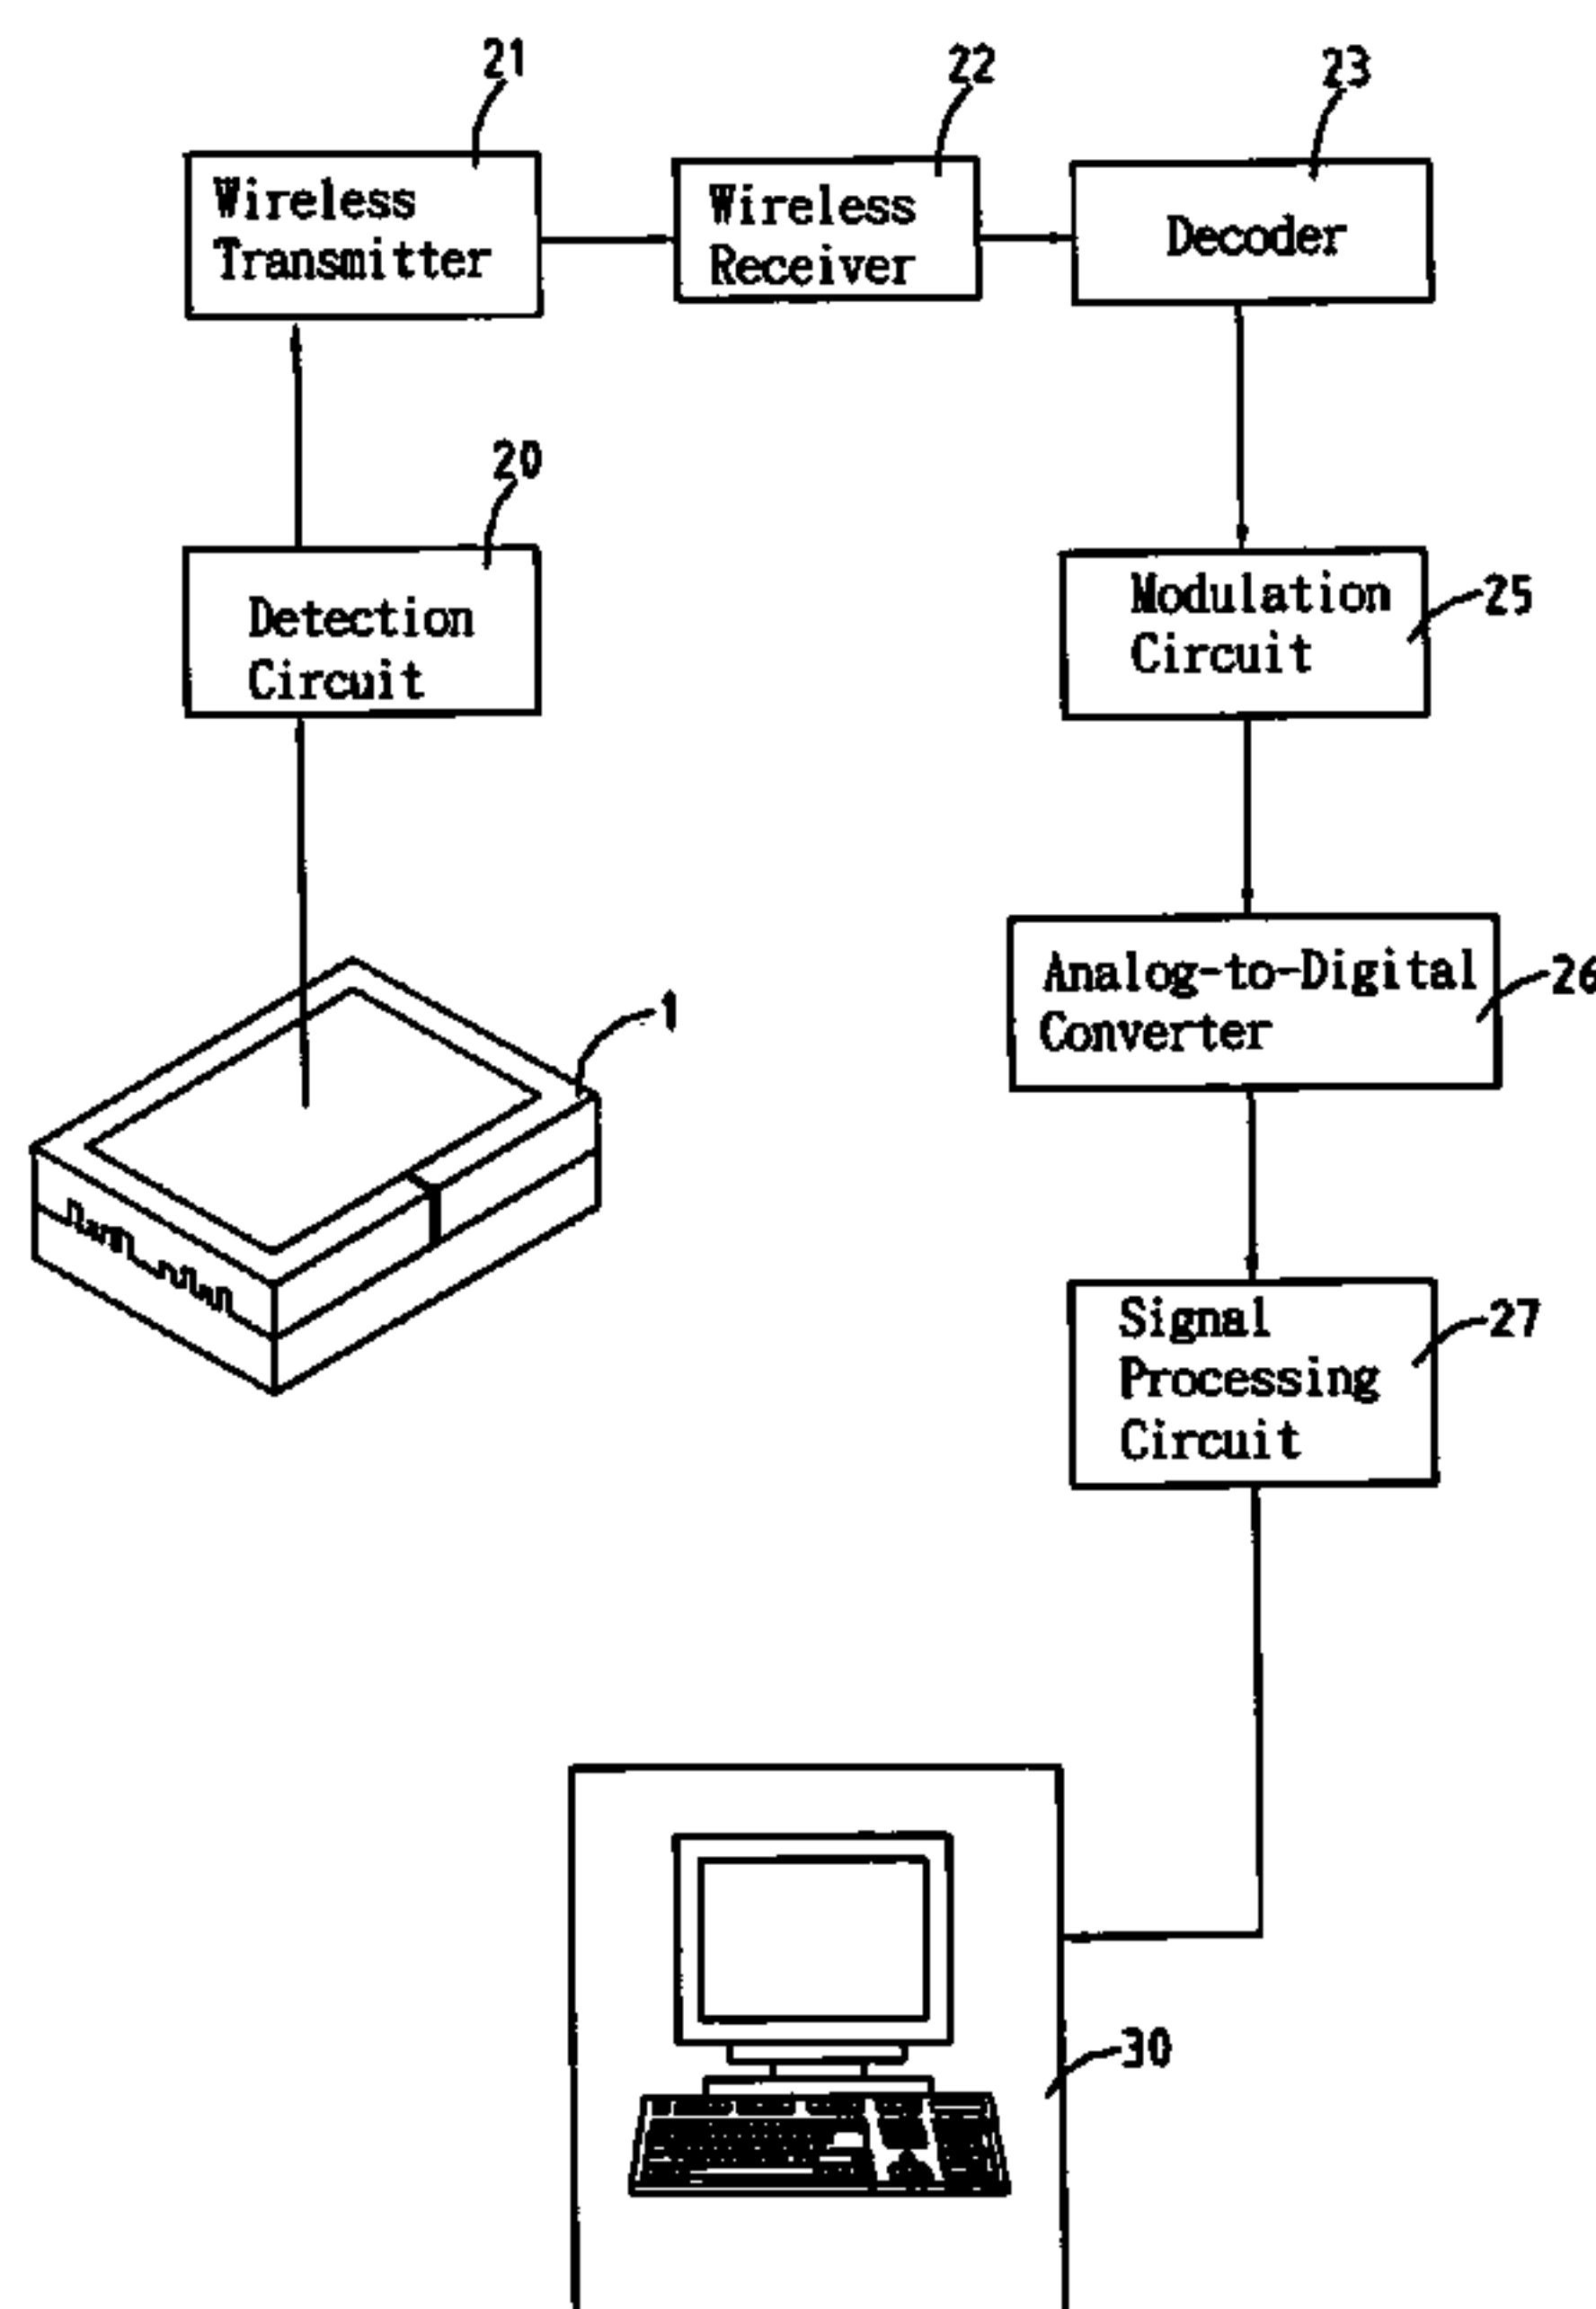 21
22
23
Wireless
Transmitter
Wireless
Receiver
Decoder
20
Detection
Circuit
Modulation
Circuit
25
Analog-to-Digital
Converter
26
1
Signal
Processing
Circuit
27
30